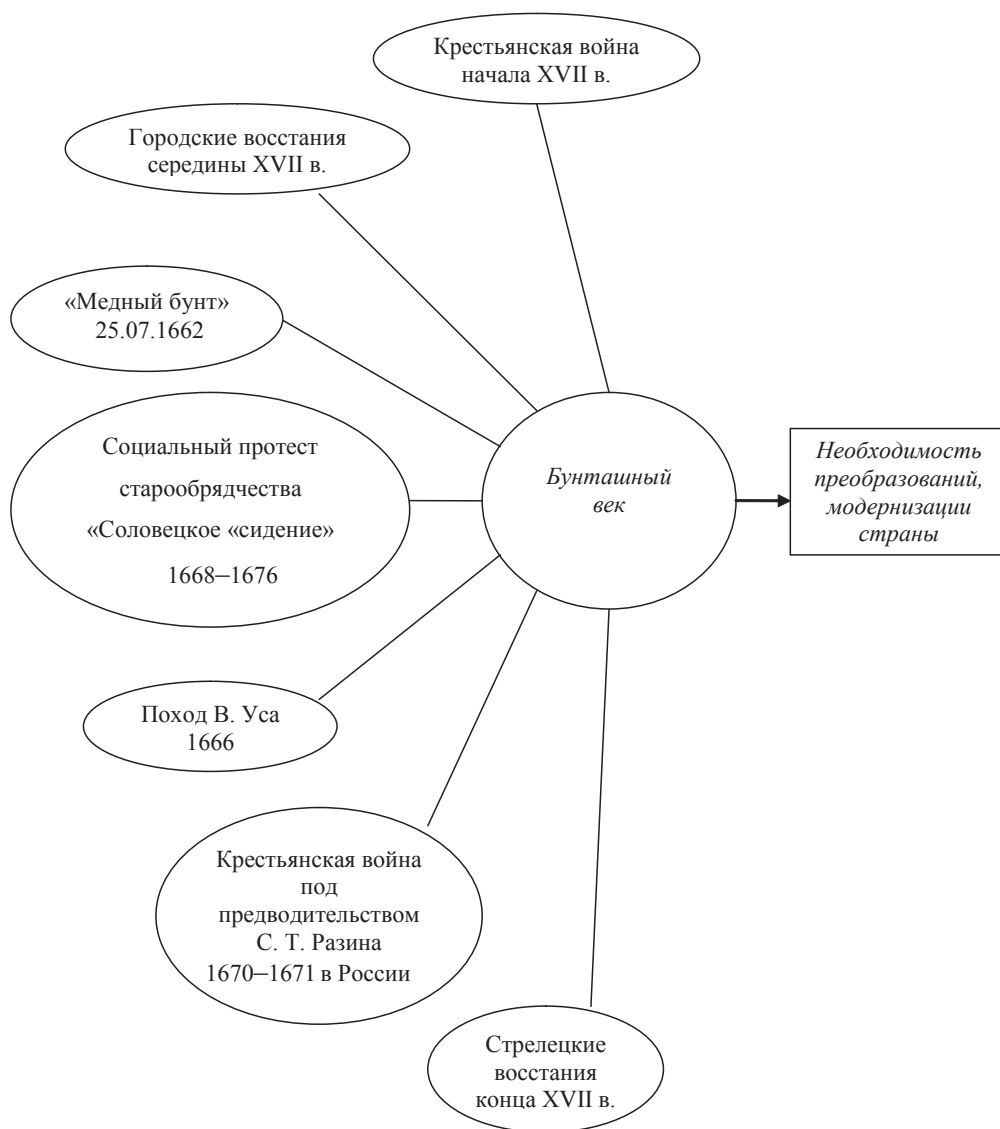 Крестьянская война
начала XVII в.
Городские восстания
середины XVII в.
«Медный бунт»
25.07.1662
Социальный протест
старообрядчества
«Соловецкое «сидение»
1668–1676
Поход В. Уса
1666
Крестьянская война
под
предводительством
С. Т. Разина
1670–1671 в России
Стрелецкие
восстания
конца XVII в.
Бунташный
век
Необходимость
преобразований,
модернизации
страны